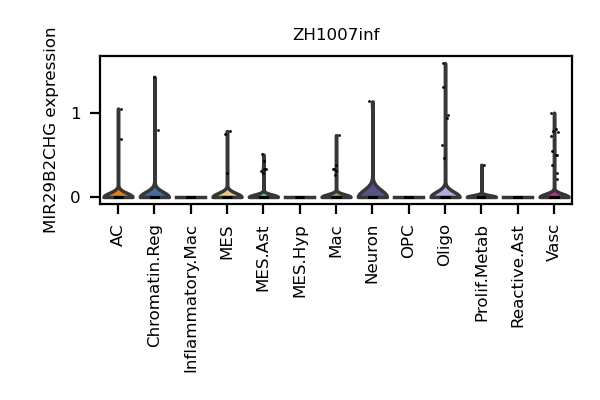 ZH1007inf
MIR29B2CHG expression
1
0
AC
Chromatin.Reg
Inflammatory.Mac
MES
MES.Ast
MES.Hyp
Mac
Neuron
OPC
Oligo
Prolif.Metab
Reactive.Ast
Vasc